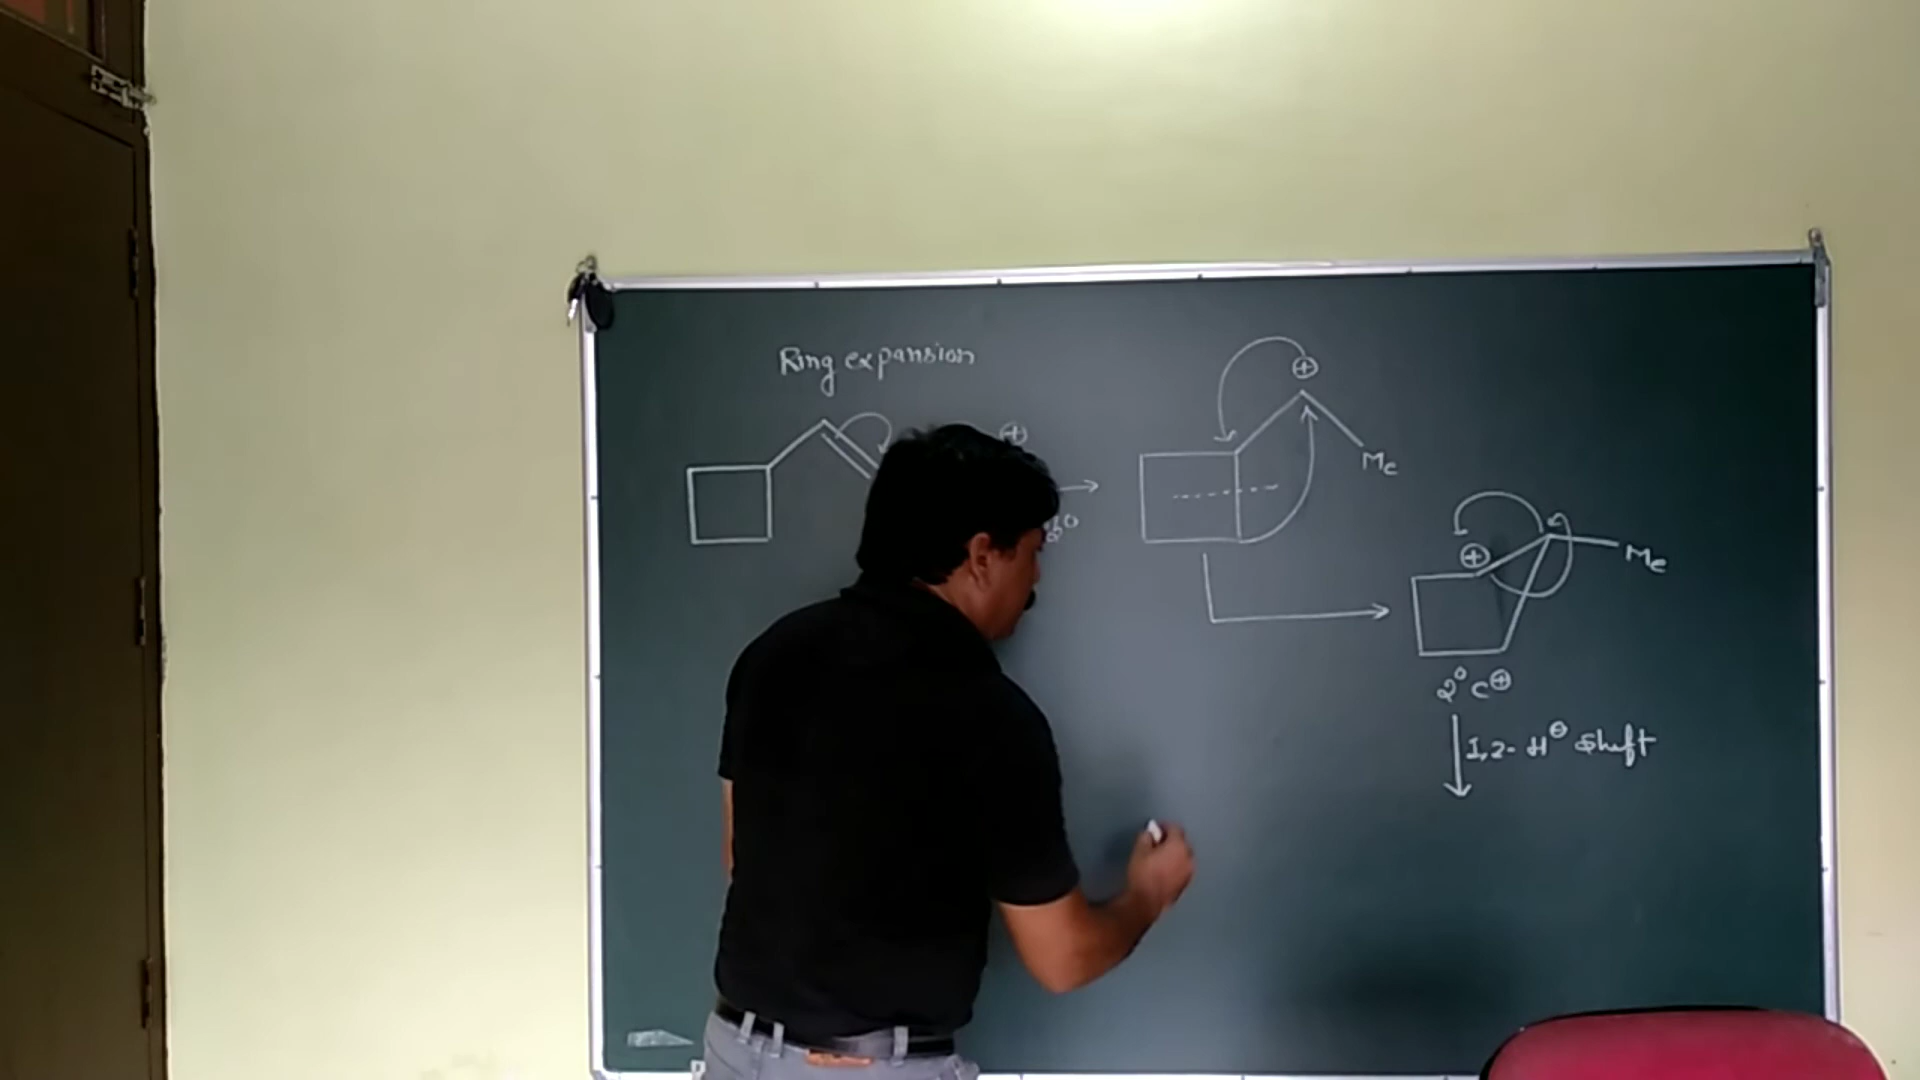 Ring expansion
⊕
⊕
Me
⊕
Me
2° C⊕
1,2- H⊖ Shift